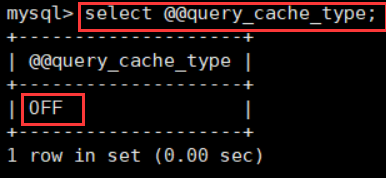 mysql> select @@query_cache_type;
+--------------------+
| @@query_cache_type |
+--------------------+
| OFF                |
+--------------------+
1 row in set (0.00 sec)